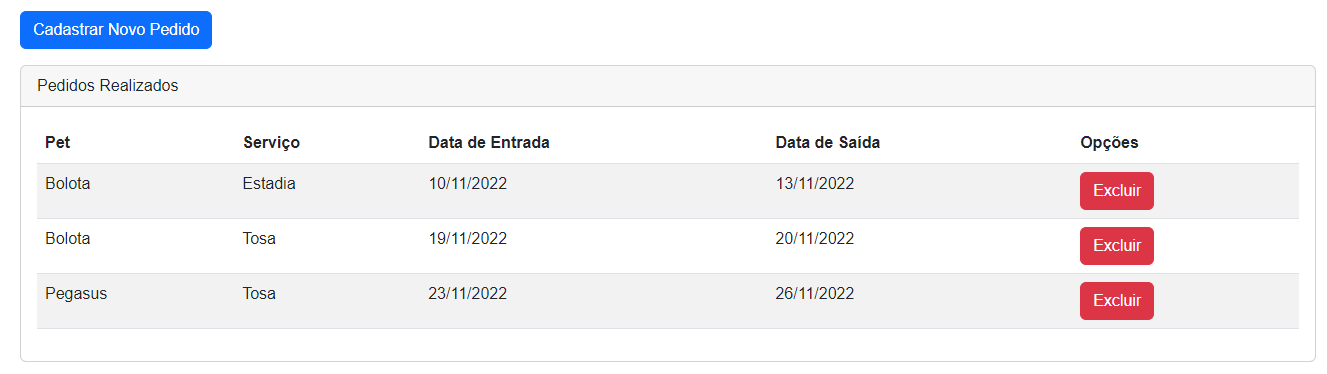 Cadastrar Novo Pedido
Pedidos Realizados
Pet Serviço Data de Entrada Data de Saída Opções
Bolota Estadia 10/11/2022 13/11/2022 Excluir
Bolota Tosa 19/11/2022 20/11/2022 Excluir
Pegasus Tosa 23/11/2022 26/11/2022 Excluir